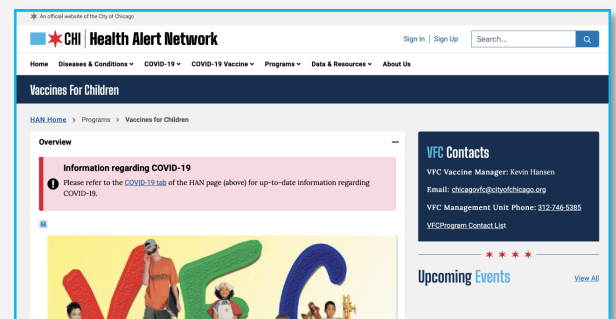 An official website of the City of Chicago
CHI Health Alert Network
Sign In | Sign Up
Search...
Home Diseases & Conditions COVID-19 COVID-19 Vaccine Programs Data & Resources About Us
Vaccines For Children
HAN Home > Programs > Vaccines for Children
Overview
Information regarding COVID-19
Please refer to the COVID-19 tab of the HAN page (above) for up-to-date information regarding
COVID-19.
VFC
VFC Contacts
VFC Vaccine Manager: Kevin Hansen
Email: chicagovfc@cityofchicago.org
VFC Management Unit Phone: 312-746-5385
VFCProgram Contact List
Upcoming Events
View All